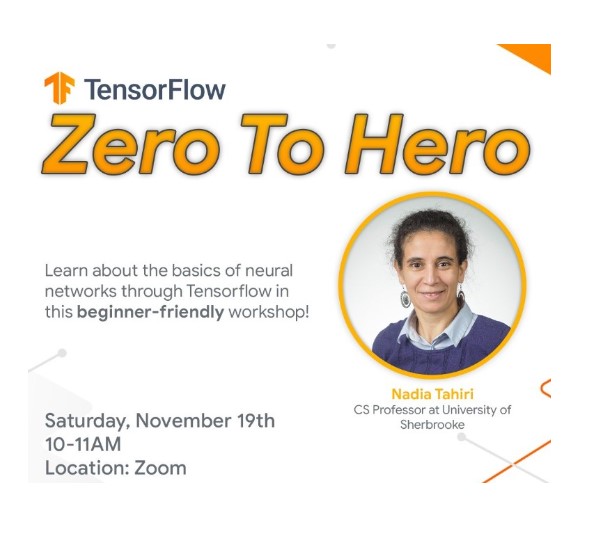 TensorFlow
Zero To Hero
Learn about the basics of neural
networks through Tensorflow in
this beginner-friendly workshop!
Nadia Tahiri
CS Professor at University of
Sherbrooke
Saturday, November 19th
10-11AM
Location: Zoom